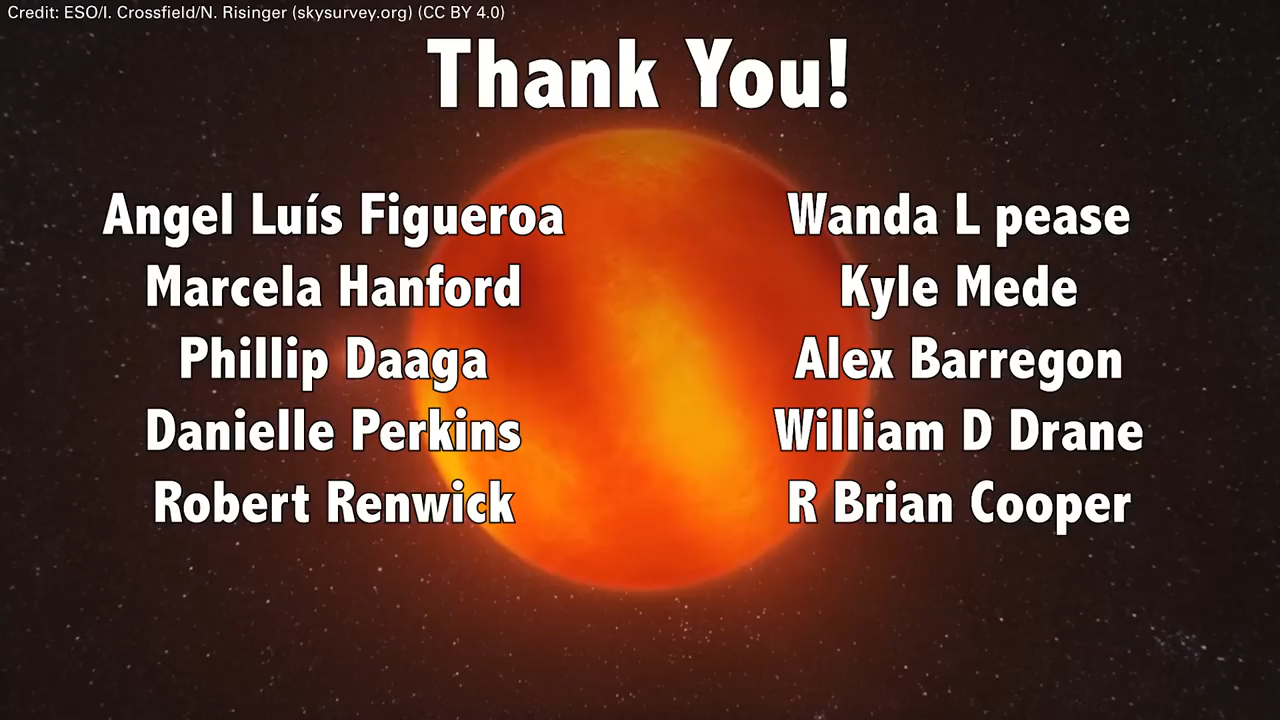 Credit: ESO/I. Crossfield/N. Risinger (skysurvey.org) (CC BY 4.0)
Thank You!
Angel Luís Figueroa
Marcela Hanford
Phillip Daaga
Danielle Perkins
Robert Renwick
Wanda L pease
Kyle Mede
Alex Barregon
William D Drane
R Brian Cooper